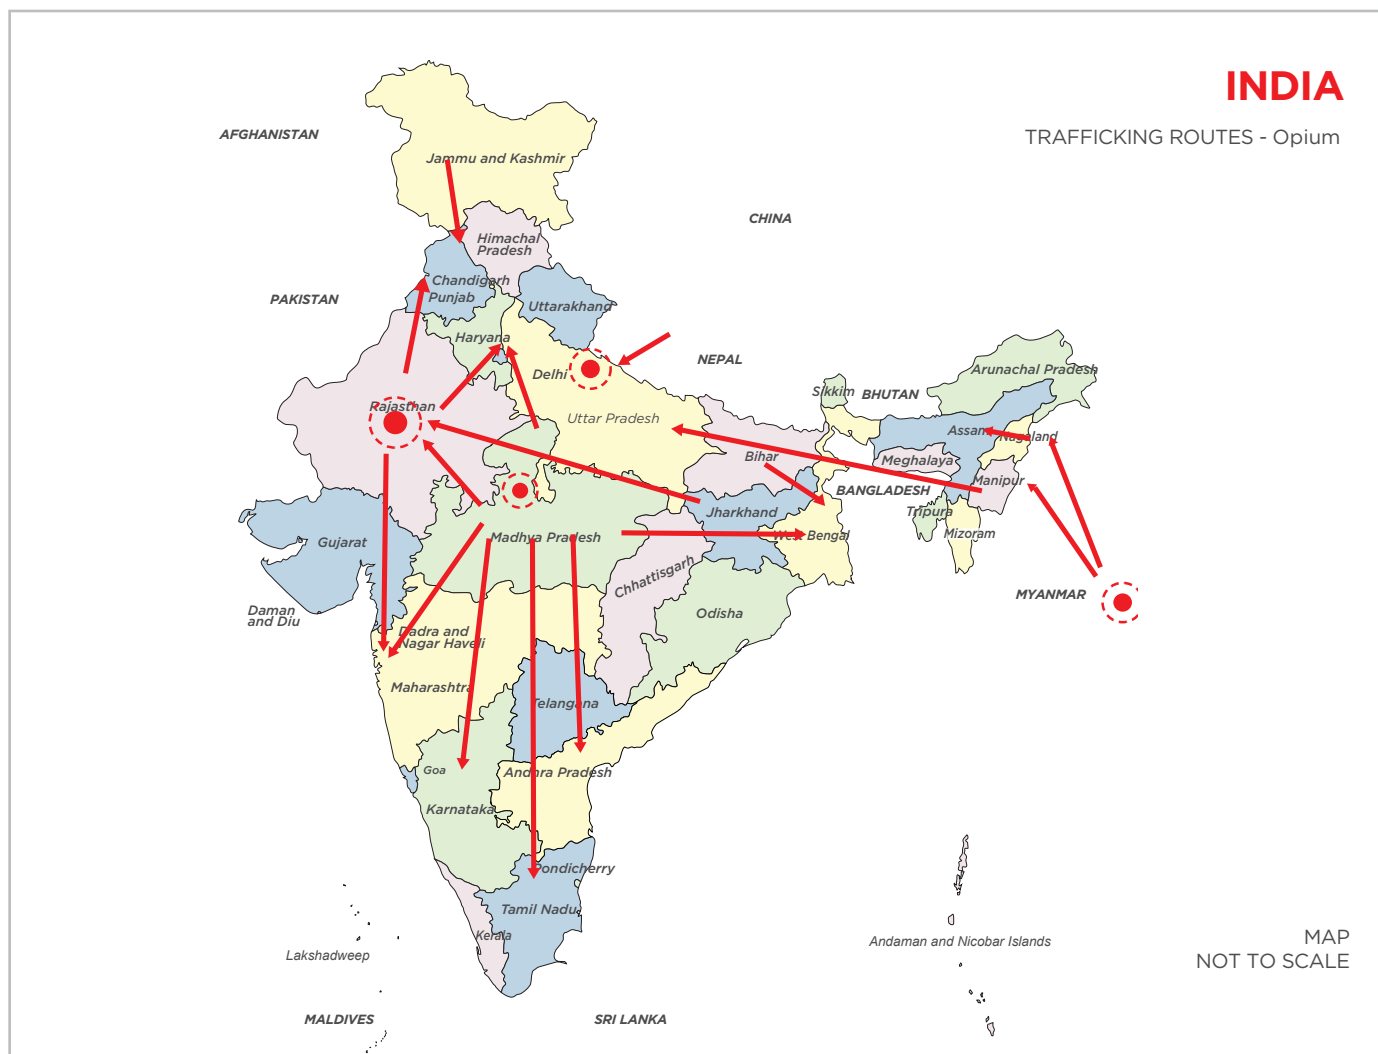 INDIA
TRAFFICKING ROUTES - Opium
AFGHANISTAN
Jammu and Kashmir
CHINA
Himachal
Pradesh
Chandigarh
Punjab
PAKISTAN
Uttarakhand
Haryana
NEPAL
Delhi
Arunachal Pradesh
Sikkim
BHUTAN
Rajasthan
Uttar Pradesh
Assam
Nagaland
Bihar
Meghalaya
Manipur
BANGLADESH
Jharkhand
Tripura
Mizoram
Gujarat
Madhya Pradesh
West Bengal
Chhattisgarh
MYANMAR
Daman
and Diu
Odisha
Dadra and
Nagar Haveli
Maharashtra
Telangana
Goa
Andhra Pradesh
Karnataka
Pondicherry
Tamil Nadu
Kerala
Lakshadweep
Andaman and Nicobar Islands
MAP
NOT TO SCALE
MALDIVES
SRI LANKA